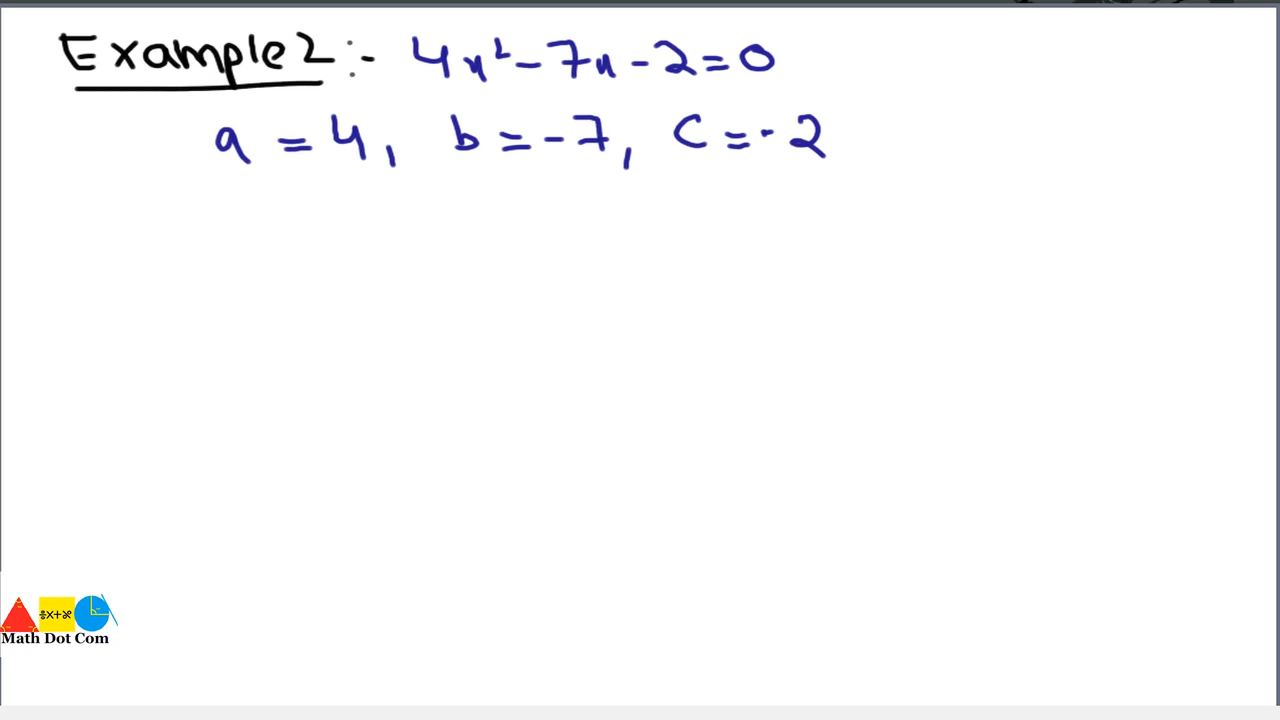 Example 2 :- 4x² - 7x - 2 = 0
a = 4, b = -7, c = -2
Math Dot Com